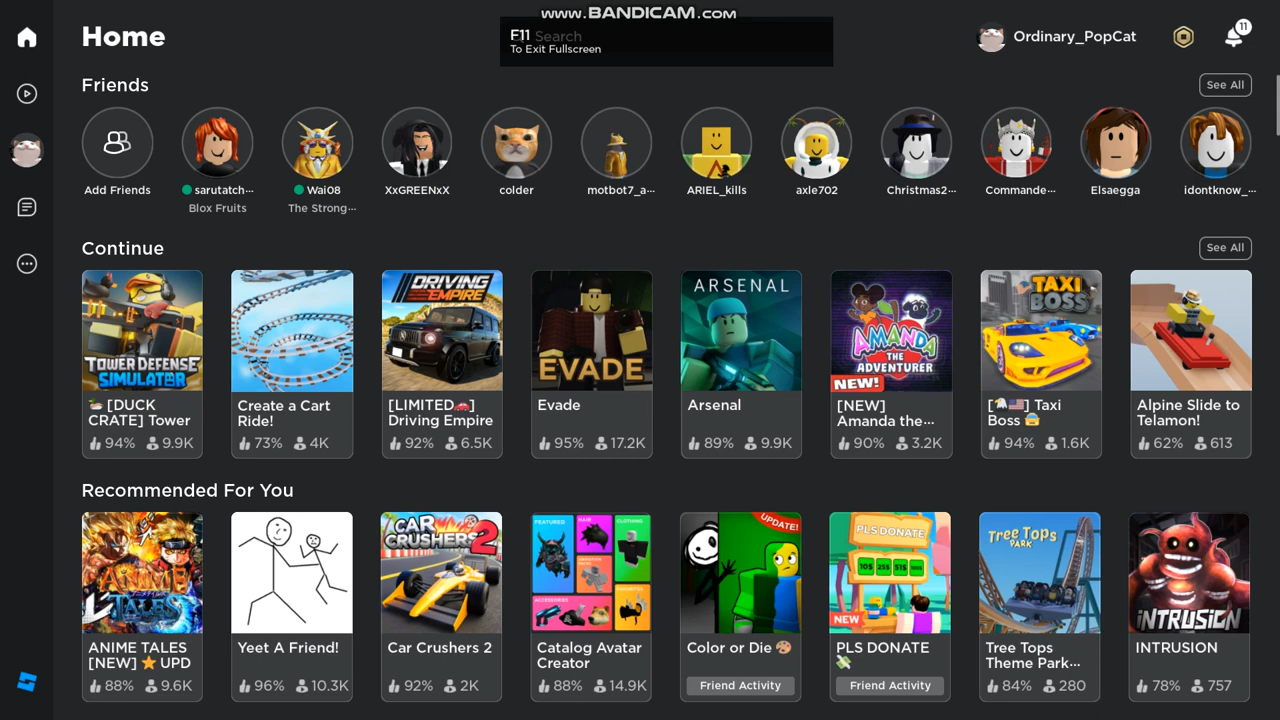 www.BANDICAM.com
Home
F11 Search
To Exit Fullscreen
Ordinary_PopCat
11
Friends
See All
Add Friends
sarutatch...
Wai08
XxGREENxX
colder
motbot7_a...
ARIEL_kills
axle702
Christmas2...
Commande...
Elsaegga
idontknow_...
Blox Fruits
The Strong...
Continue
See All
TOWER DEFENSE
SIMULATOR
DRIVING
EMPIRE
EVADE
ARSENAL
AMANDA
THE
ADVENTURER
NEW!
TAXI
BOSS
[DUCK
CRATE] Tower
94% 9.9K
Create a Cart
Ride!
73% 4K
[LIMITED🚗]
Driving Empire
92% 6.5K
Evade
95% 17.2K
Arsenal
89% 9.9K
[NEW]
Amanda the...
90% 3.2K
[🦅🇺🇸] Taxi
Boss 🚖
94% 1.6K
Alpine Slide to
Telamon!
62% 613
Recommended For You
ANIME
TALES
CAR
CRUSHERS 2
FEATURED
HAIR
CLOTHING
ACCESSORIES
UPDATE!
PLS DONATE
10$ 25$ 51$
NEW
TREE TOPS
PARK
INTRUSION
ANIME TALES
[NEW] ⭐ UPD
88% 9.6K
Yeet A Friend!
96% 10.3K
Car Crushers 2
92% 2K
Catalog Avatar
Creator
88% 14.9K
Color or Die 🎨
Friend Activity
PLS DONATE
💸
Friend Activity
Tree Tops
Theme Park...
84% 280
INTRUSION
78% 757